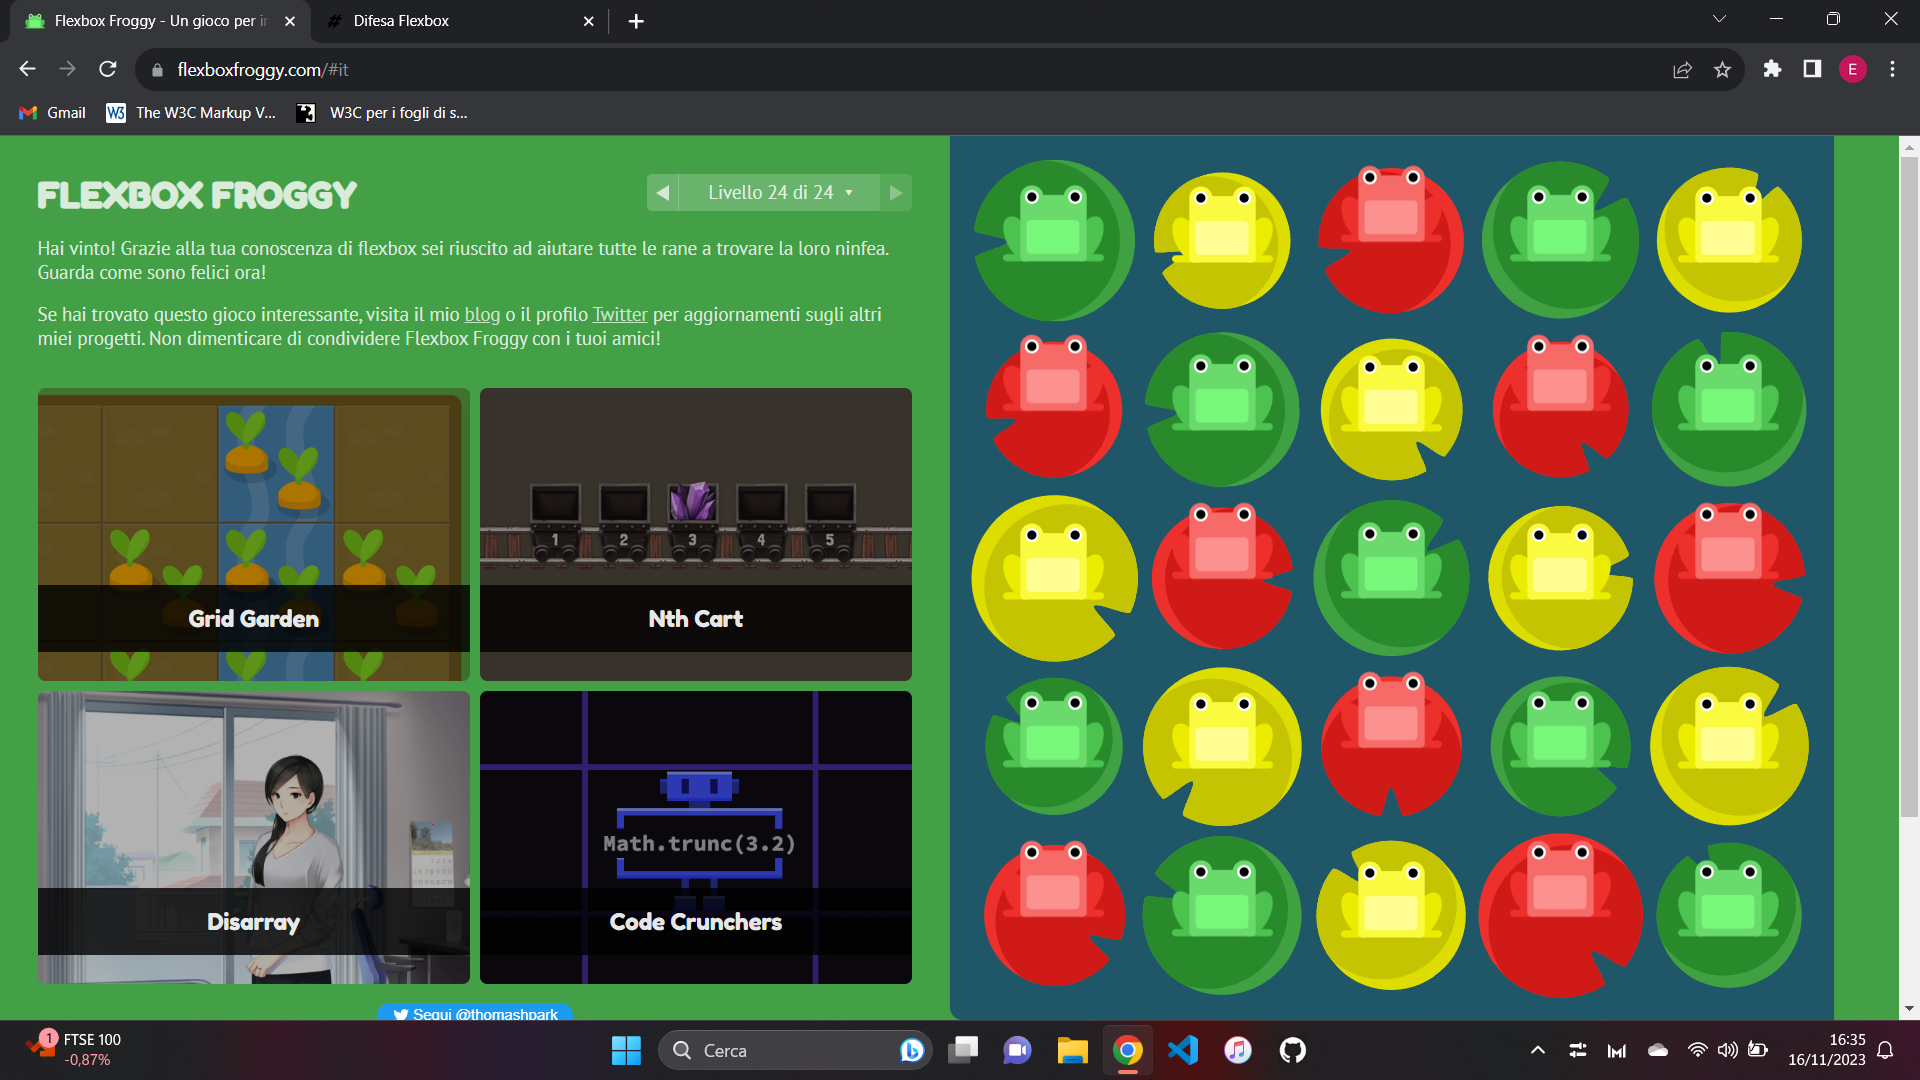 Flexbox Froggy - Un gioco per in
Difesa Flexbox
flexboxfroggy.com/#it
E
Gmail
The W3C Markup V...
W3C per i fogli di s...
FLEXBOX FROGGY
Livello 24 di 24
Hai vinto! Grazie alla tua conoscenza di flexbox sei riuscito ad aiutare tutte le rane a trovare la loro ninfea.
Guarda come sono felici ora!
Se hai trovato questo gioco interessante, visita il mio blog o il profilo Twitter per aggiornamenti sugli altri
miei progetti. Non dimenticare di condividere Flexbox Froggy con i tuoi amici!
1 2 3 4 5
Grid Garden
Nth Cart
Math.trunc(3.2)
Disarray
Code Crunchers
Segui @thomashpark
1
FTSE 100
-0,87%
Cerca
16:35
16/11/2023